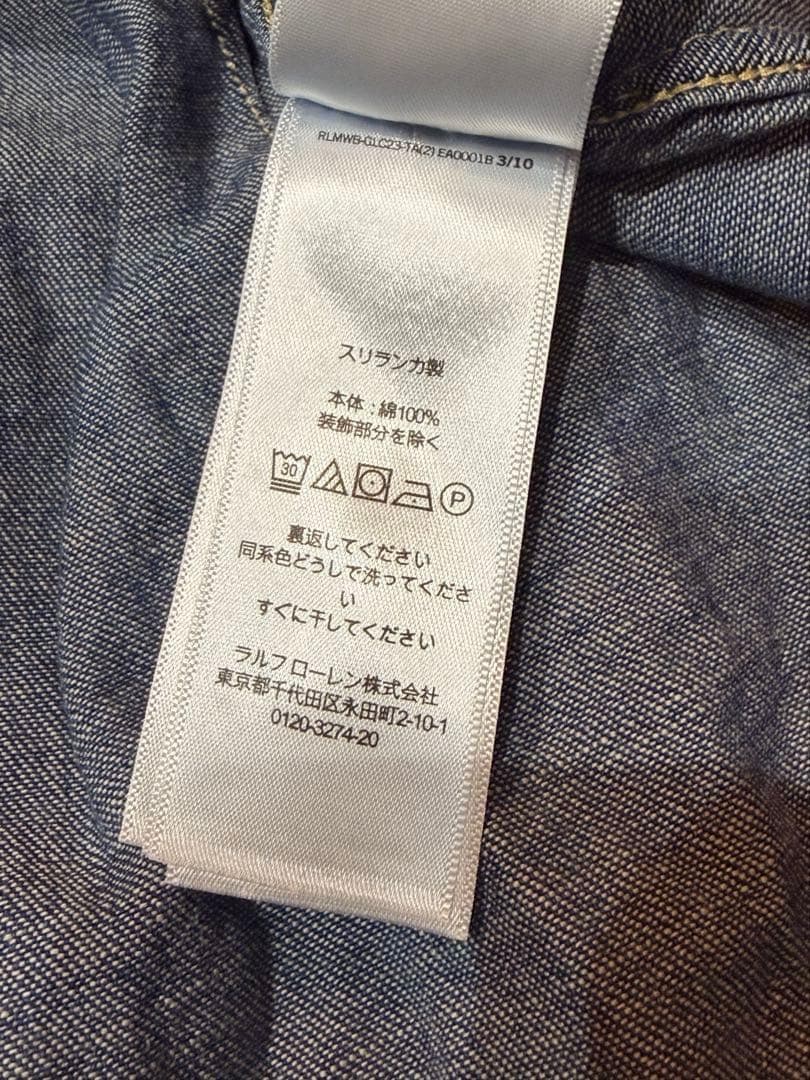 RLMWB-GLC23-TA(2) EA0001B 3/10
スリランカ製
本体:綿100%
装飾部分を除く
30 P
裏返してください
同系色どうしで洗ってくださ
い
すぐに干してください
ラルフ ローレン株式会社
東京都千代田区永田町2-10-1
0120-3274-20